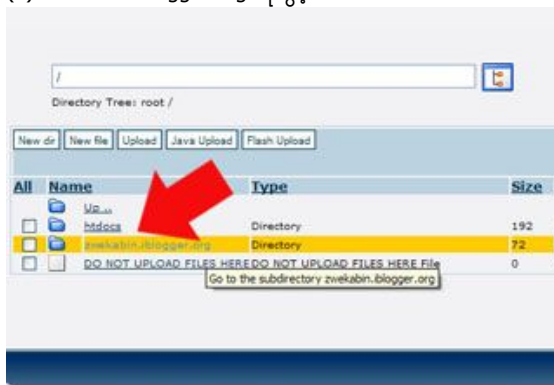 /
Directory Tree: root /
New dir New file Upload Java Upload Flash Upload
All Name Type Size
Up ..
htdocs Directory 192
zwekabin.iblogger.org Directory 72
DO NOT UPLOAD FILES HERE DO NOT UPLOAD FILES HERE File 0
Go to the subdirectory zwekabin.iblogger.org